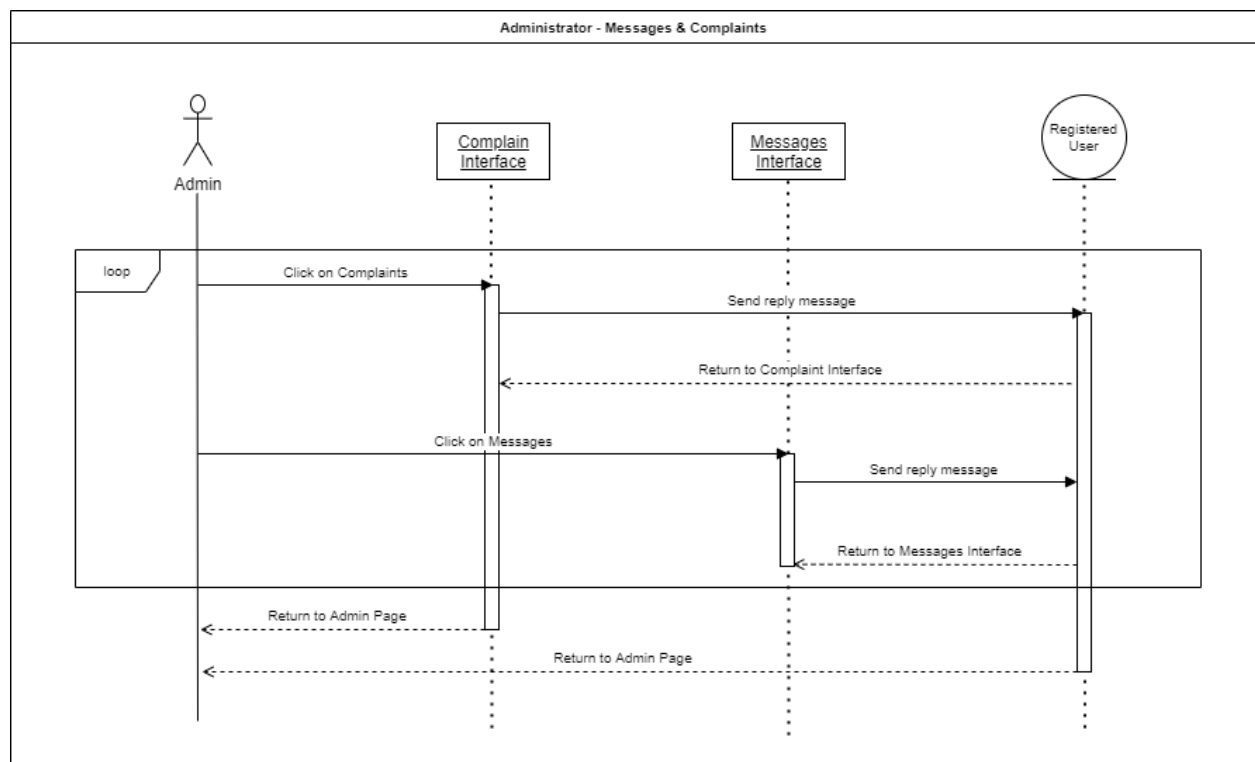 Administrator - Messages & Complaints
Admin
Complain
Interface
Messages
Interface
Registered
User
loop
Click on Complaints
Send reply message
Return to Complaint Interface
Click on Messages
Send reply message
Return to Messages Interface
Return to Admin Page
Return to Admin Page